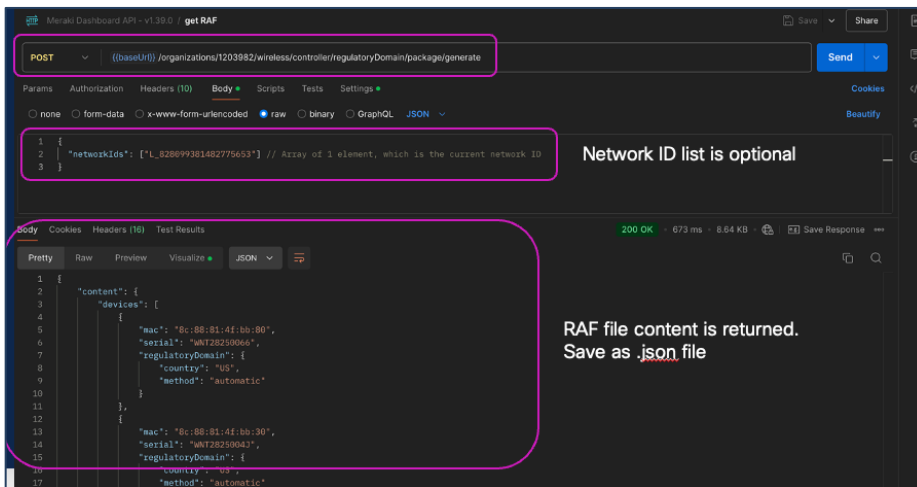 Meraki Dashboard API - v1.39.0 / get RAF
Save
Share
POST
{{baseUrl}} /organizations/1203982/wireless/controller/regulatoryDomain/package/generate
Send
Params Authorization Headers (10) Body Scripts Tests Settings
Cookies
none form-data x-www-form-urlencoded raw binary GraphQL JSON
Beautify
1 {
2 "networkIds": ["L_828099381482775653"] // Array of 1 element, which is the current network ID
3 }
Network ID list is optional
Body Cookies Headers (16) Test Results
200 OK · 673 ms · 8.64 KB · Save Response
Pretty Raw Preview Visualize JSON
1 {
2 "content": {
3 "devices": [
4 {
5 "mac": "8c:88:81:4f:bb:80",
6 "serial": "WNT28250066",
7 "regulatoryDomain": {
8 "country": "US",
9 "method": "automatic"
10 }
11 },
12 {
13 "mac": "8c:88:81:4f:bb:30",
14 "serial": "WNT2825004J",
15 "regulatoryDomain": {
16 "country": "US",
17 "method": "automatic"
RAF file content is returned.
Save as .json file